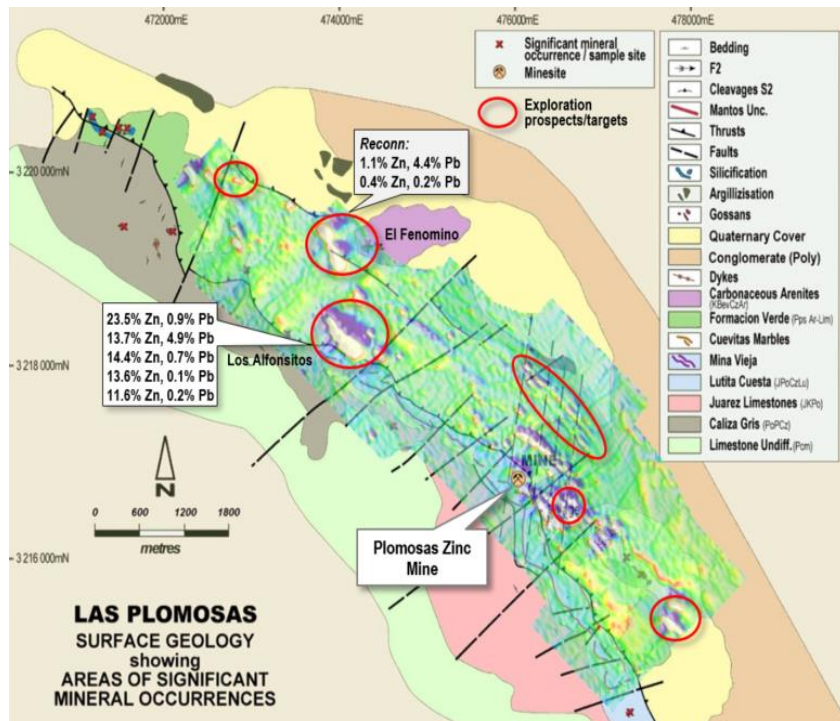 472000mE
474000mE
476000mE
478000mE
Significant mineral
occurrence / sample site
Minesite
Exploration
prospects/targets
Bedding
F2
Cleavages S2
Mantos Unc.
Thrusts
Faults
Silicification
Argillizisation
Gossans
Quaternary Cover
Conglomerate (Poly)
Dykes
Carbonaceous Arenites
(KBevCzAr)
Formacion Verde (Pps Ar-Lim)
Cuevitas Marbles
Mina Vieja
Lutita Cuesta (JPoCzLu)
Juarez Limestones (JKPo)
Caliza Gris (PoPCz)
Limestone Undiff. (Pcm)
3 220 000mN
Reconn:
1.1% Zn, 4.4% Pb
0.4% Zn, 0.2% Pb
El Fenomino
23.5% Zn, 0.9% Pb
13.7% Zn, 4.9% Pb
14.4% Zn, 0.7% Pb
13.6% Zn, 0.1% Pb
11.6% Zn, 0.2% Pb
3 218 000mN
Los Alfonsitos
MINE
N
0 600 1200 1800
metres
Plomosas Zinc
Mine
3 216 000mN
LAS PLOMOSAS
SURFACE GEOLOGY
showing
AREAS OF SIGNIFICANT
MINERAL OCCURRENCES